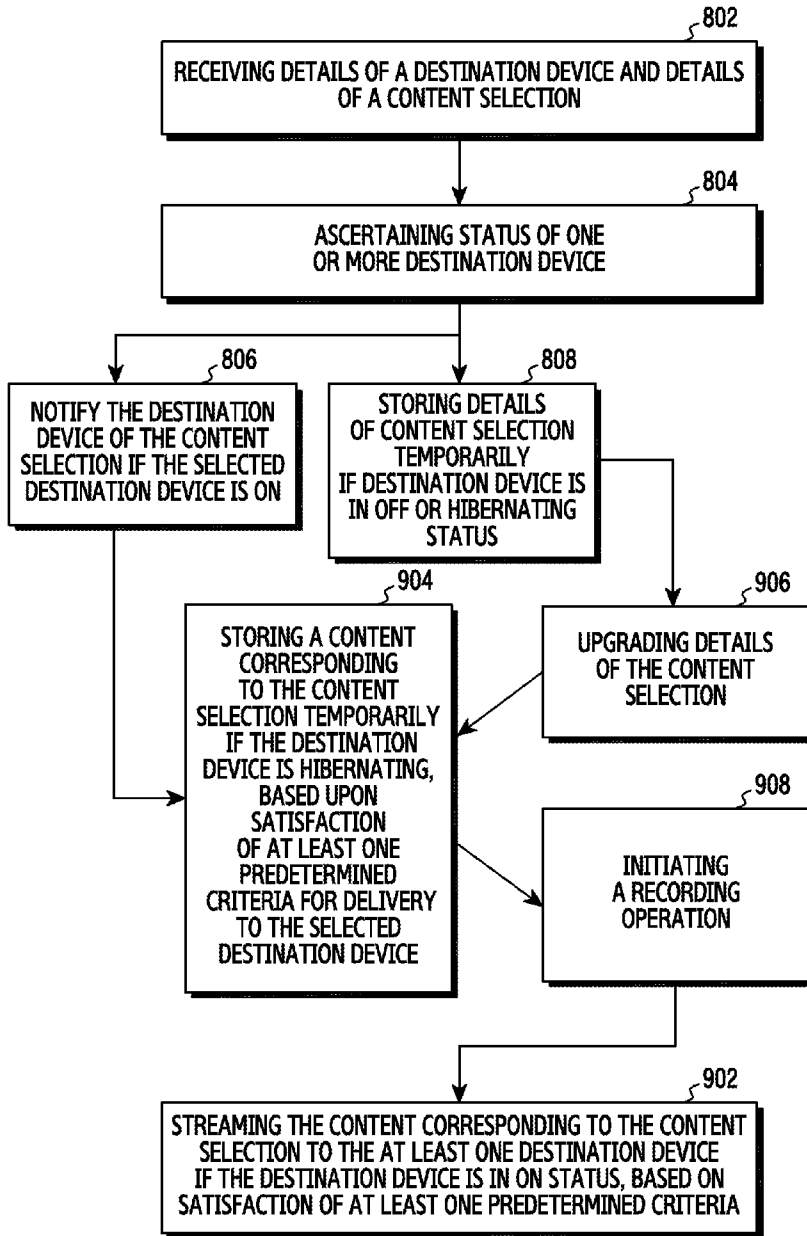 802
RECEIVING DETAILS OF A DESTINATION DEVICE AND DETAILS
OF A CONTENT SELECTION
804
ASCERTAINING STATUS OF ONE
OR MORE DESTINATION DEVICE
806
NOTIFY THE DESTINATION
DEVICE OF THE CONTENT
SELECTION IF THE SELECTED
DESTINATION DEVICE IS ON
808
STORING DETAILS
OF CONTENT SELECTION
TEMPORARILY
IF DESTINATION DEVICE IS
IN OFF OR HIBERNATING
STATUS
904
STORING A CONTENT
CORRESPONDING
TO THE CONTENT
SELECTION TEMPORARILY
IF THE DESTINATION
DEVICE IS HIBERNATING,
BASED UPON
SATISFACTION
OF AT LEAST ONE
PREDETERMINED
CRITERIA FOR DELIVERY
TO THE SELECTED
DESTINATION DEVICE
906
UPGRADING DETAILS
OF THE CONTENT
SELECTION
908
INITIATING
A RECORDING
OPERATION
902
STREAMING THE CONTENT CORRESPONDING TO THE CONTENT
SELECTION TO THE AT LEAST ONE DESTINATION DEVICE
IF THE DESTINATION DEVICE IS IN ON STATUS, BASED ON
SATISFACTION OF AT LEAST ONE PREDETERMINED CRITERIA